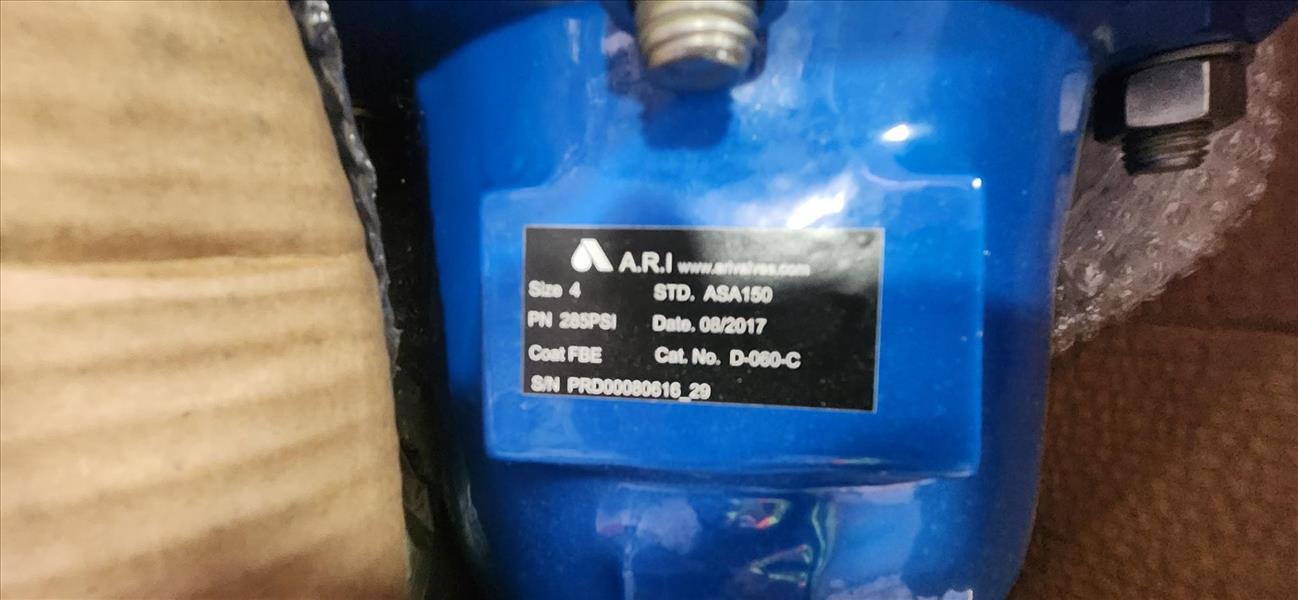 A.R.I www.arivalves.com
Size 4 STD. ASA150
PN 285PSI Date. 08/2017
Coat FBE Cat. No. D-060-C
S/N PRD00080616_29